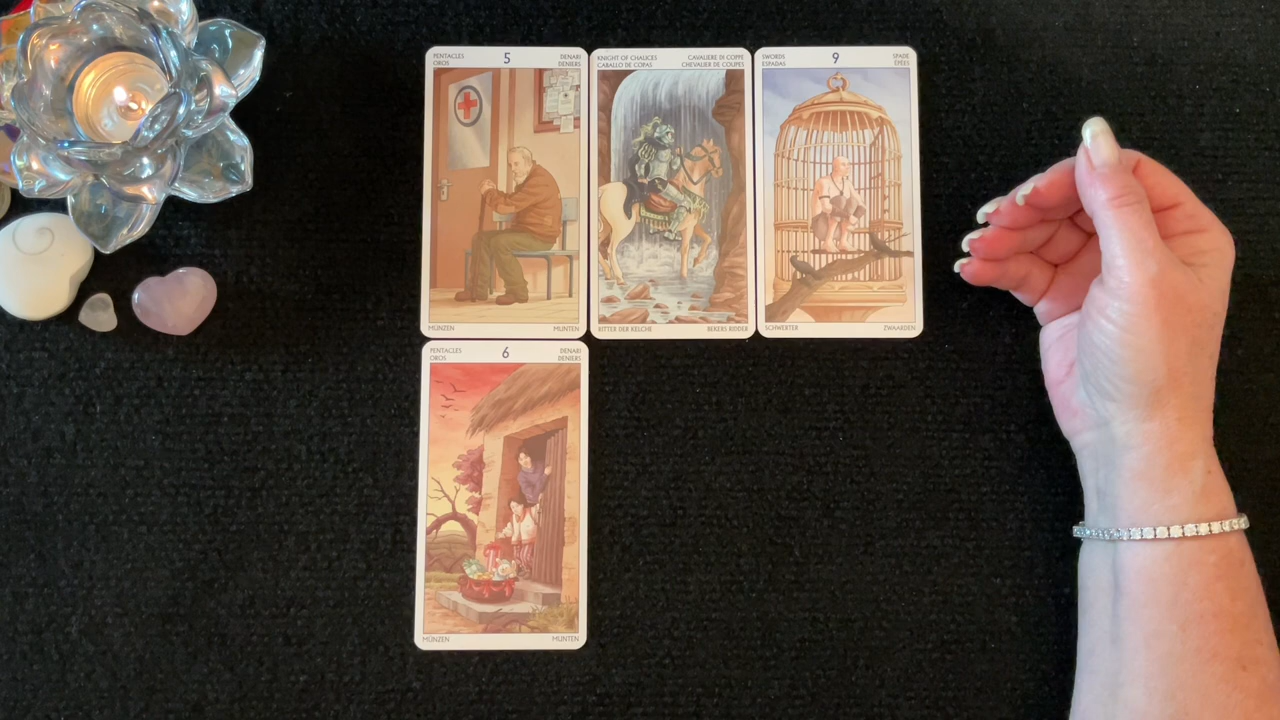 PENTACLES
OROS
5
DENARI
DENIERS
MÜNZEN
MUNTEN
KNIGHT OF CHALICES
CABALLO DE COPAS
CAVALIERE DI COPPE
CHEVALIER DE COUPES
RITTER DER KELCHE
BEKERS RIDDER
SWORDS
ESPADAS
9
SPADE
EPÉES
SCHWERTER
ZWAARDEN
PENTACLES
OROS
6
DENARI
DENIERS
MÜNZEN
MUNTEN